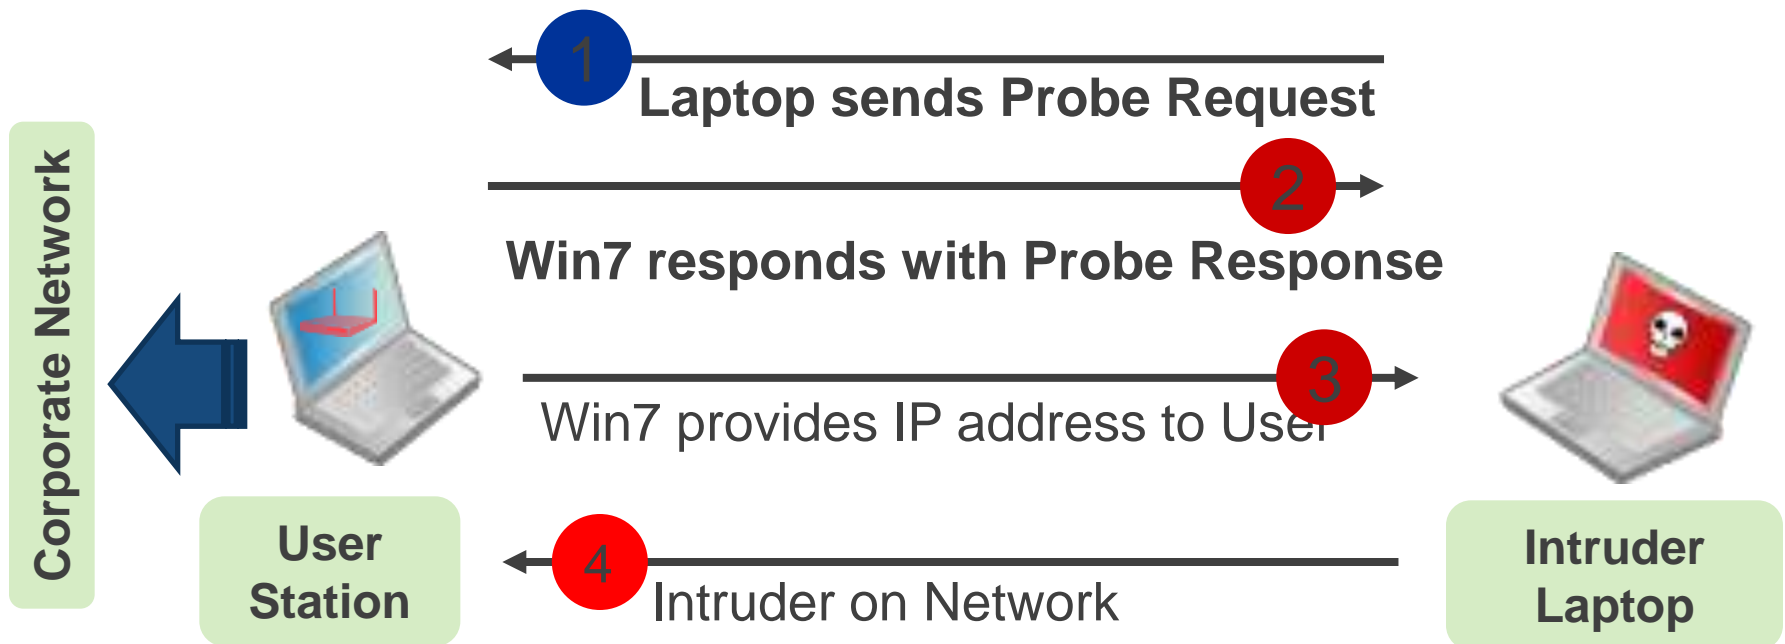 1
Laptop sends Probe Request
2
Win7 responds with Probe Response
Corporate Network
3
Win7 provides IP address to User
4
Intruder on Network
User
Station
Intruder
Laptop